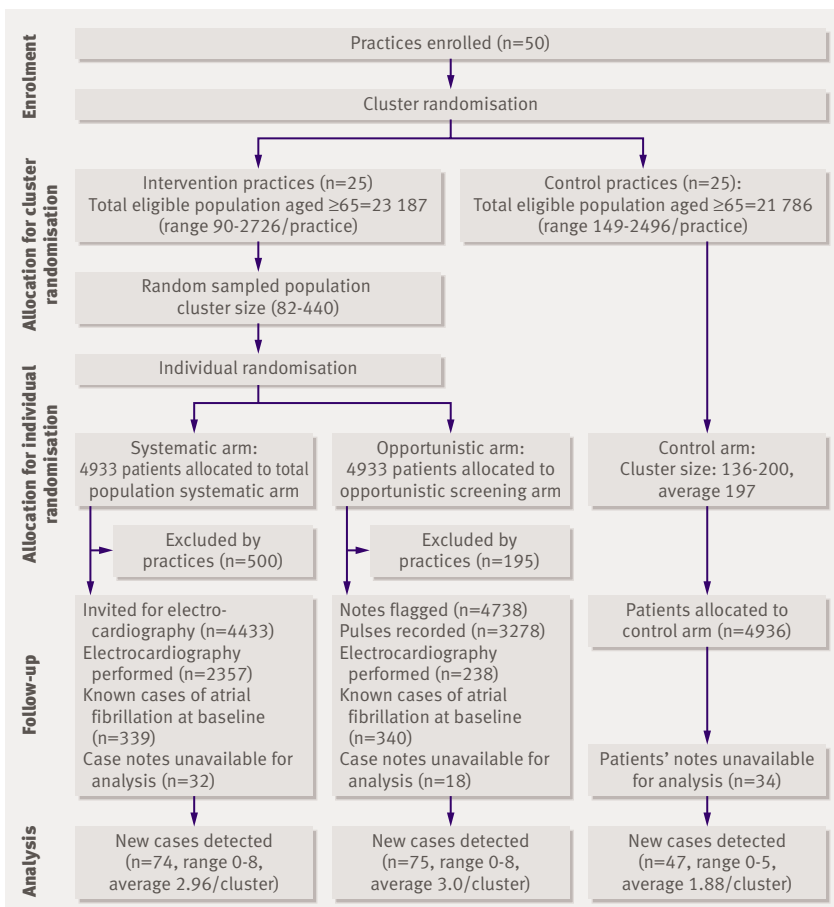 Enrolment
Practices enrolled (n=50)
Cluster randomisation
Allocation for cluster
randomisation
Intervention practices (n=25)
Total eligible population aged ≥65=23 187
(range 90-2726/practice)
Control practices (n=25):
Total eligible population aged ≥65=21 786
(range 149-2496/practice)
Random sampled population
cluster size (82-440)
Allocation for individual
randomisation
Individual randomisation
Systematic arm:
4933 patients allocated to total
population systematic arm
Opportunistic arm:
4933 patients allocated to
opportunistic screening arm
Control arm:
Cluster size: 136-200,
average 197
Excluded by
practices (n=500)
Excluded by
practices (n=195)
Follow-up
Invited for electro-
cardiography (n=4433)
Electrocardiography
performed (n=2357)
Known cases of atrial
fibrillation at baseline
(n=339)
Case notes unavailable for
analysis (n=32)
Notes flagged (n=4738)
Pulses recorded (n=3278)
Electrocardiography
performed (n=238)
Known cases of atrial
fibrillation at baseline
(n=340)
Case notes unavailable for
analysis (n=18)
Patients allocated to
control arm (n=4936)
Patients' notes unavailable
for analysis (n=34)
Analysis
New cases detected
(n=74, range 0-8,
average 2.96/cluster)
New cases detected
(n=75, range 0-8,
average 3.0/cluster)
New cases detected
(n=47, range 0-5,
average 1.88/cluster)